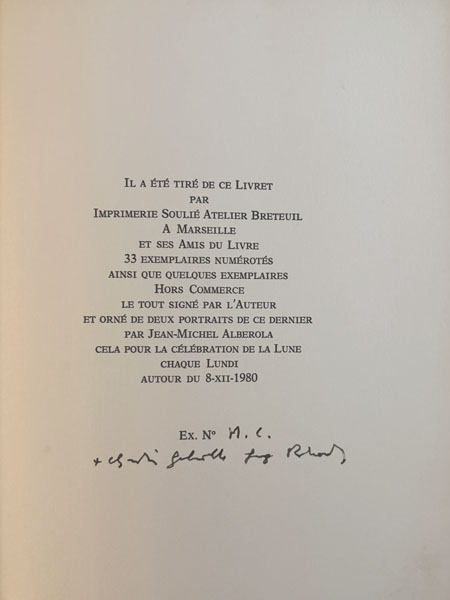 Il a été tiré de ce Livret
par
Imprimerie Soulié Atelier Breteuil
A Marseille
et ses Amis du Livre
33 exemplaires numérotés
ainsi que quelques exemplaires
Hors Commerce
le tout signé par l'Auteur
et orné de deux portraits de ce dernier
par Jean-Michel Alberola
cela pour la célébration de la Lune
chaque Lundi
autour du 8-xii-1980
Ex. Nº H. C.